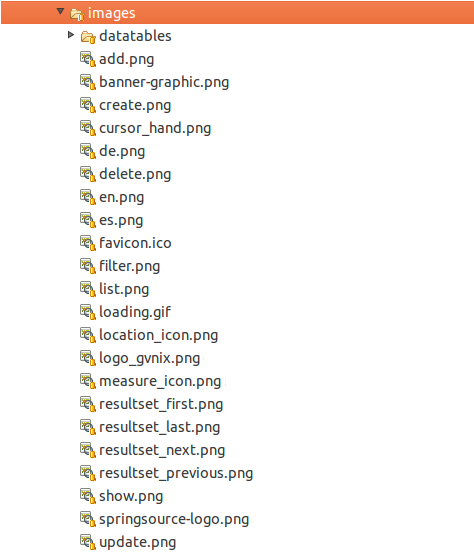 images
datatables
add.png
banner-graphic.png
create.png
cursor_hand.png
de.png
delete.png
en.png
es.png
favicon.ico
filter.png
list.png
loading.gif
location_icon.png
logo_gvnix.png
measure_icon.png
resultset_first.png
resultset_last.png
resultset_next.png
resultset_previous.png
show.png
springsource-logo.png
update.png